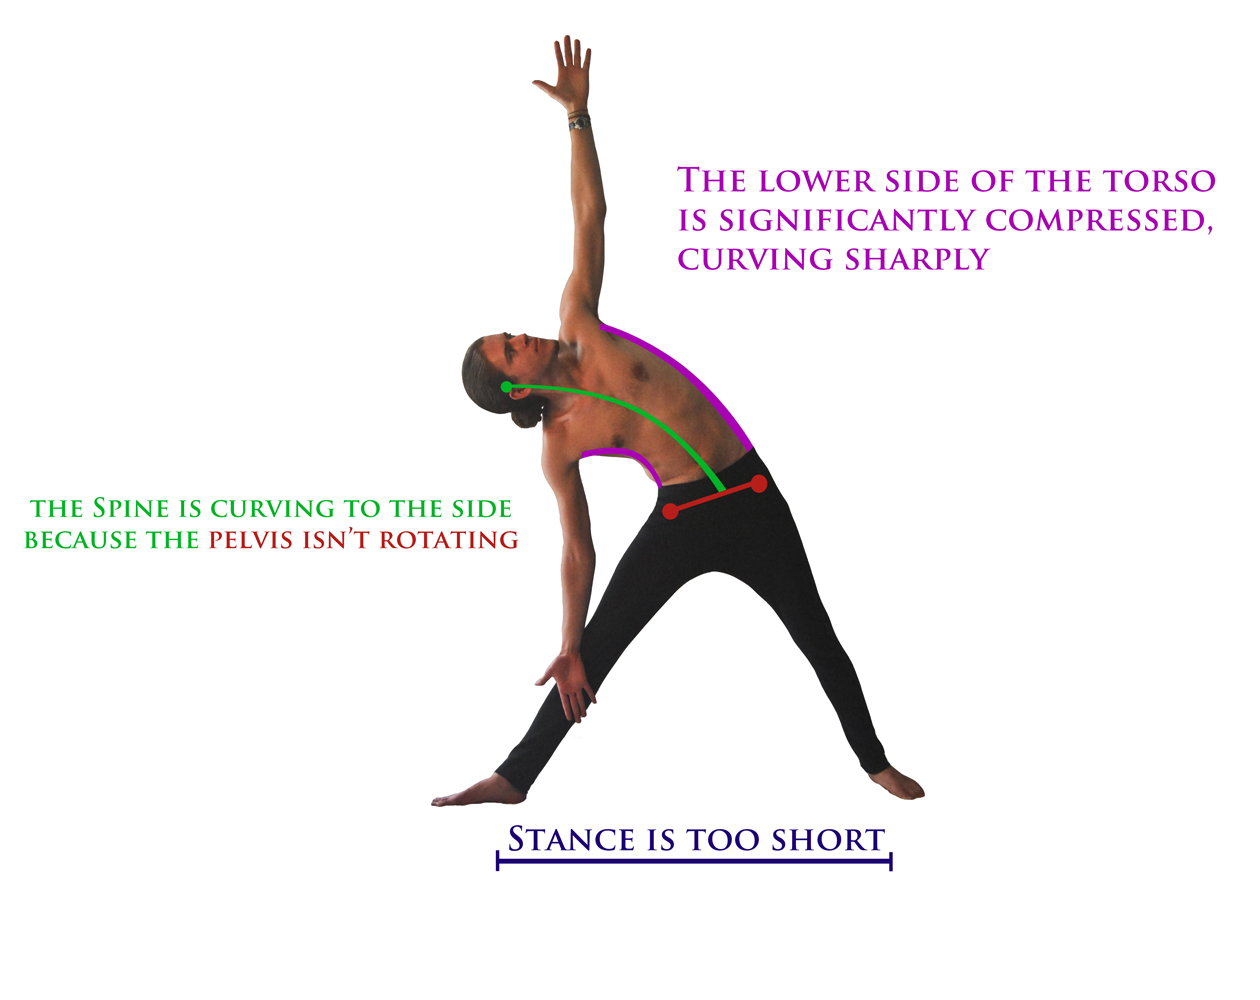 The lower side of the torso
is significantly compressed,
curving sharply
the Spine is curving to the side
because the pelvis isn't rotating
Stance is too short